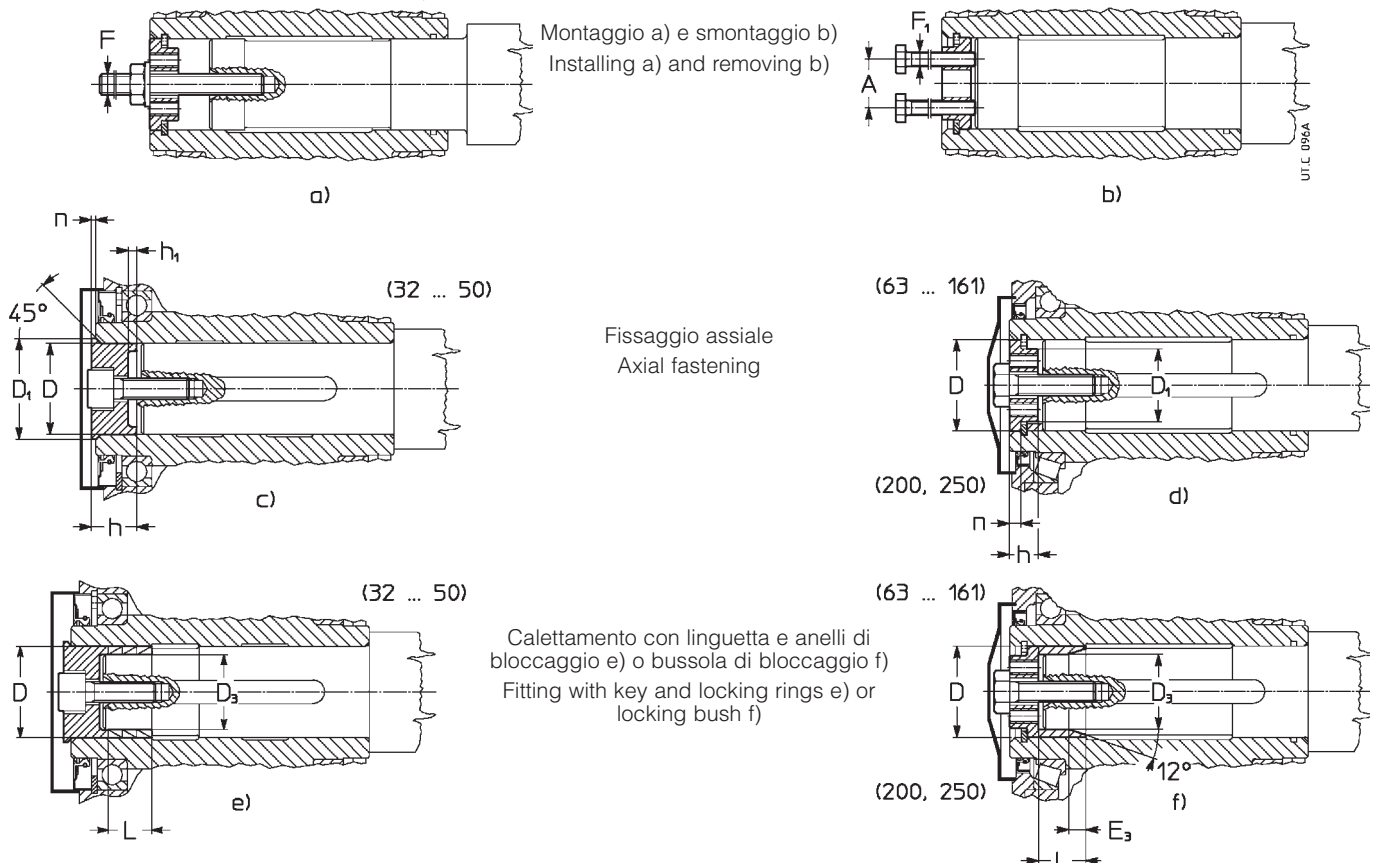 F
Montaggio a) e smontaggio b)
Installing a) and removing b)
F₁
A
UT.C 096A
a)
b)
n
h₁
45°
(32 ... 50)
D₁
D
h
c)
Fissaggio assiale
Axial fastening
(63 ... 161)
D
D₁
(200, 250)
n
h
d)
(32 ... 50)
D
D₃
L
e)
Calettamento con linguetta e anelli di
bloccaggio e) o bussola di bloccaggio f)
Fitting with key and locking rings e) or
locking bush f)
(63 ... 161)
D
D₃
12°
(200, 250)
f)
E₃
L